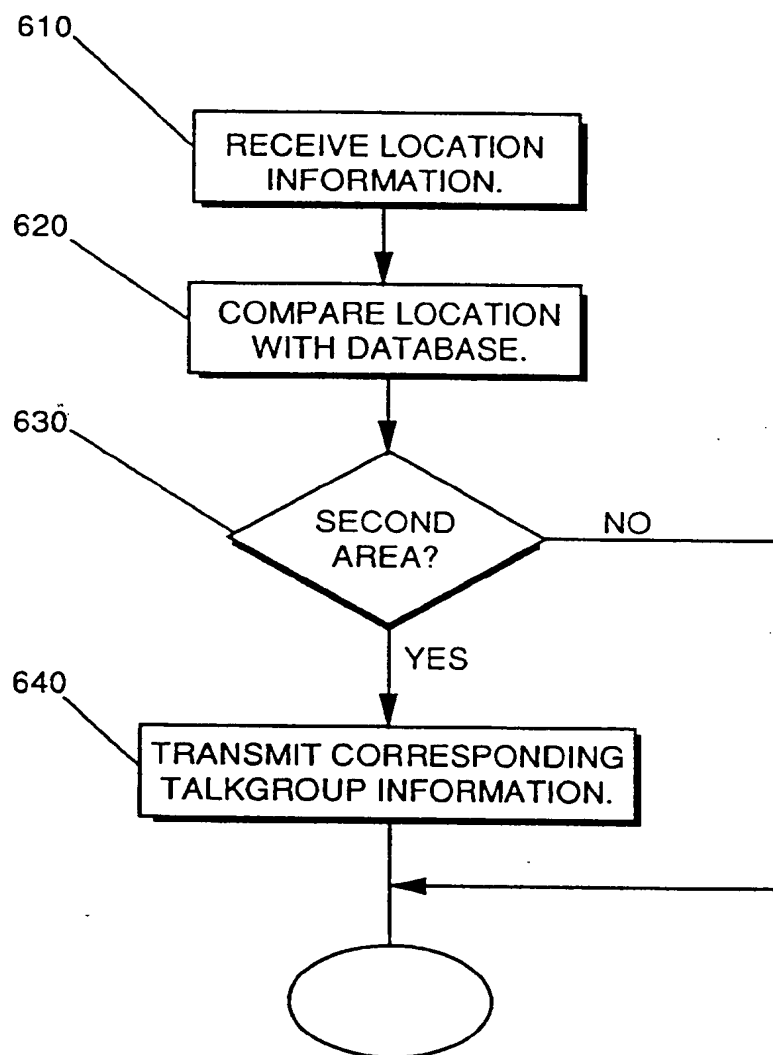 610
RECEIVE LOCATION
INFORMATION.
620
COMPARE LOCATION
WITH DATABASE.
630
SECOND
AREA?
NO
YES
640
TRANSMIT CORRESPONDING
TALKGROUP INFORMATION.